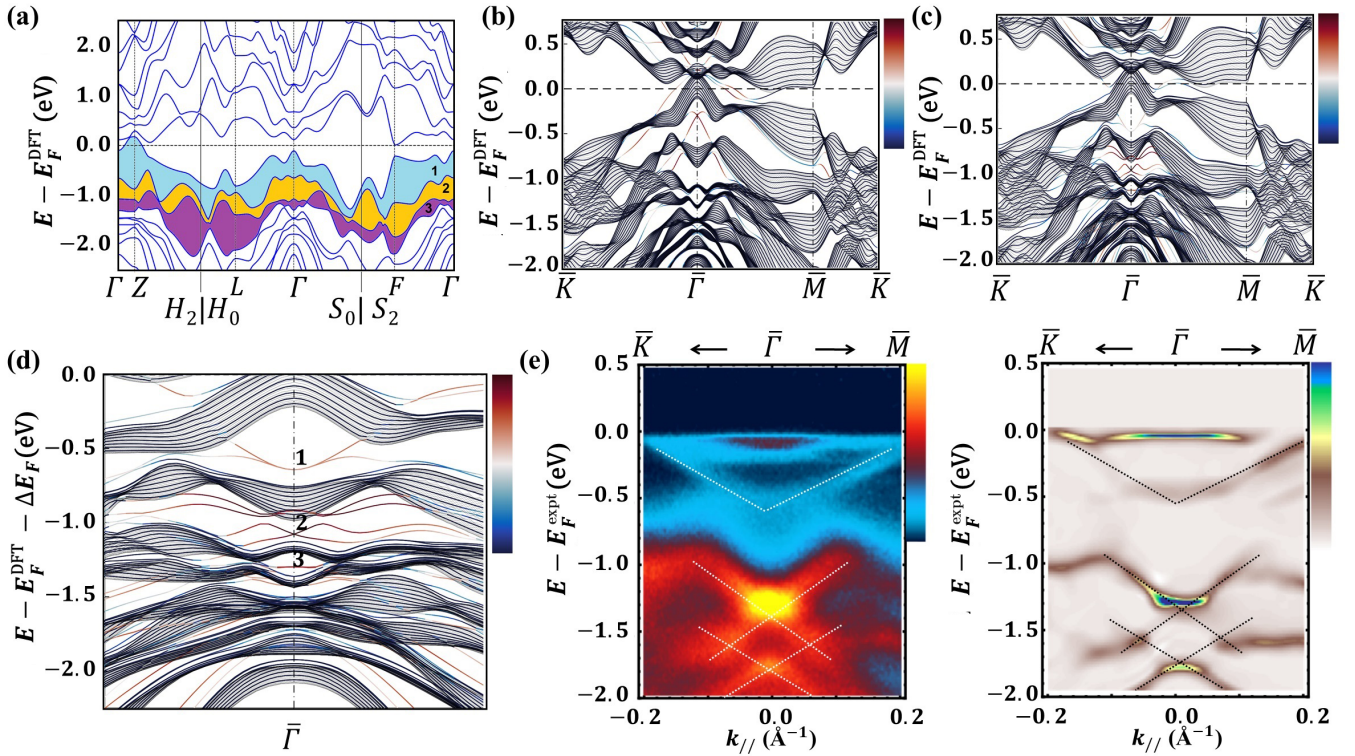 (a)
E − E_F^DFT (eV)
2.0
1.0
0.0
−1.0
−2.0
1
2
3
Γ Z L Γ F Γ
H₂|H₀ S₀|S₂
(b)
E − E_F^DFT (eV)
0.5
0.0
−0.5
−1.0
−1.5
−2.0
K̅ Γ̅ M̅ K̅
(c)
E − E_F^DFT (eV)
0.5
0.0
−0.5
−1.0
−1.5
−2.0
K̅ Γ̅ M̅ K̅
(d)
E − E_F^DFT − ΔE_F (eV)
0.0
−0.5
−1.0
−1.5
−2.0
1
2
3
Γ̅
(e)
K̅ ← Γ̅ → M̅
E − E_F^expt (eV)
0.5
0.0
−0.5
−1.0
−1.5
−2.0
−0.2 0.0 0.2
k_// (Å⁻¹)
K̅ ← Γ̅ → M̅
E − E_F^expt (eV)
0.5
0.0
−0.5
−1.0
−1.5
−2.0
−0.2 0.0 0.2
k_// (Å⁻¹)